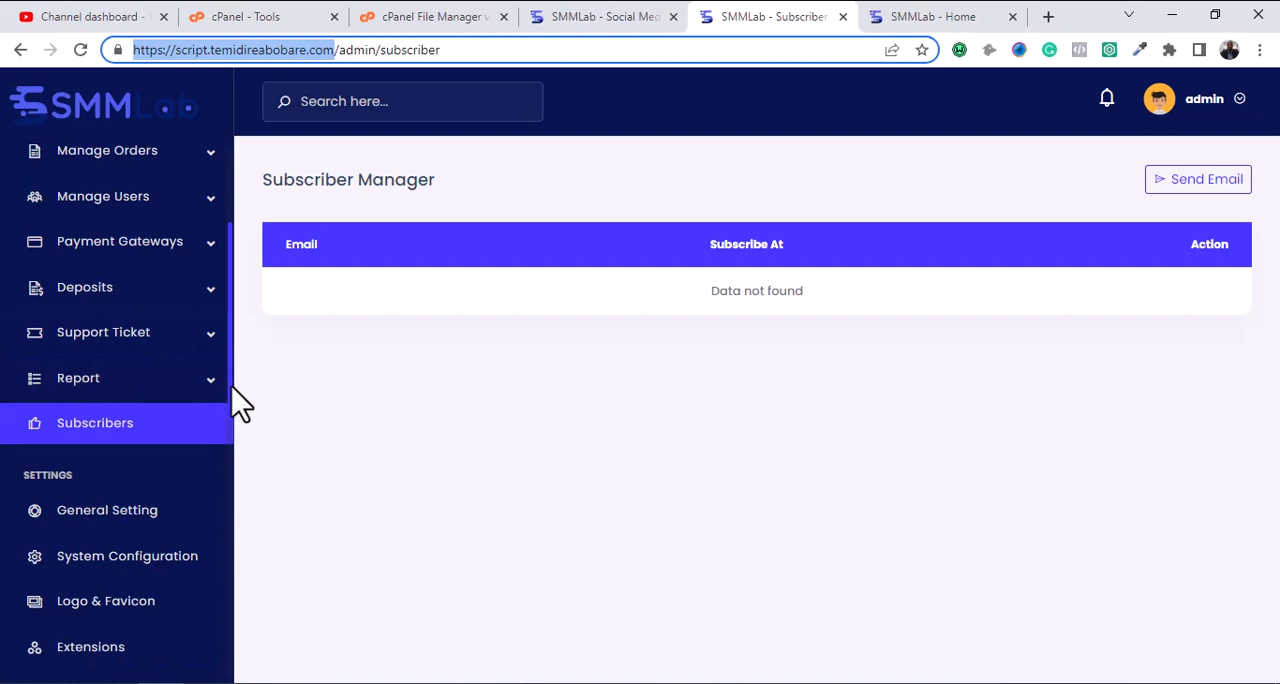 Channel dashboard -
cPanel - Tools
cPanel File Manager v
SMMLab - Social Med
SMMLab - Subscriber
SMMLab - Home
https://script.temidireabobare.com/admin/subscriber
SMMLab
Search here...
admin
Manage Orders
Manage Users
Payment Gateways
Deposits
Support Ticket
Report
Subscribers
SETTINGS
General Setting
System Configuration
Logo & Favicon
Extensions
Subscriber Manager
Send Email
Email Subscribe At Action
Data not found